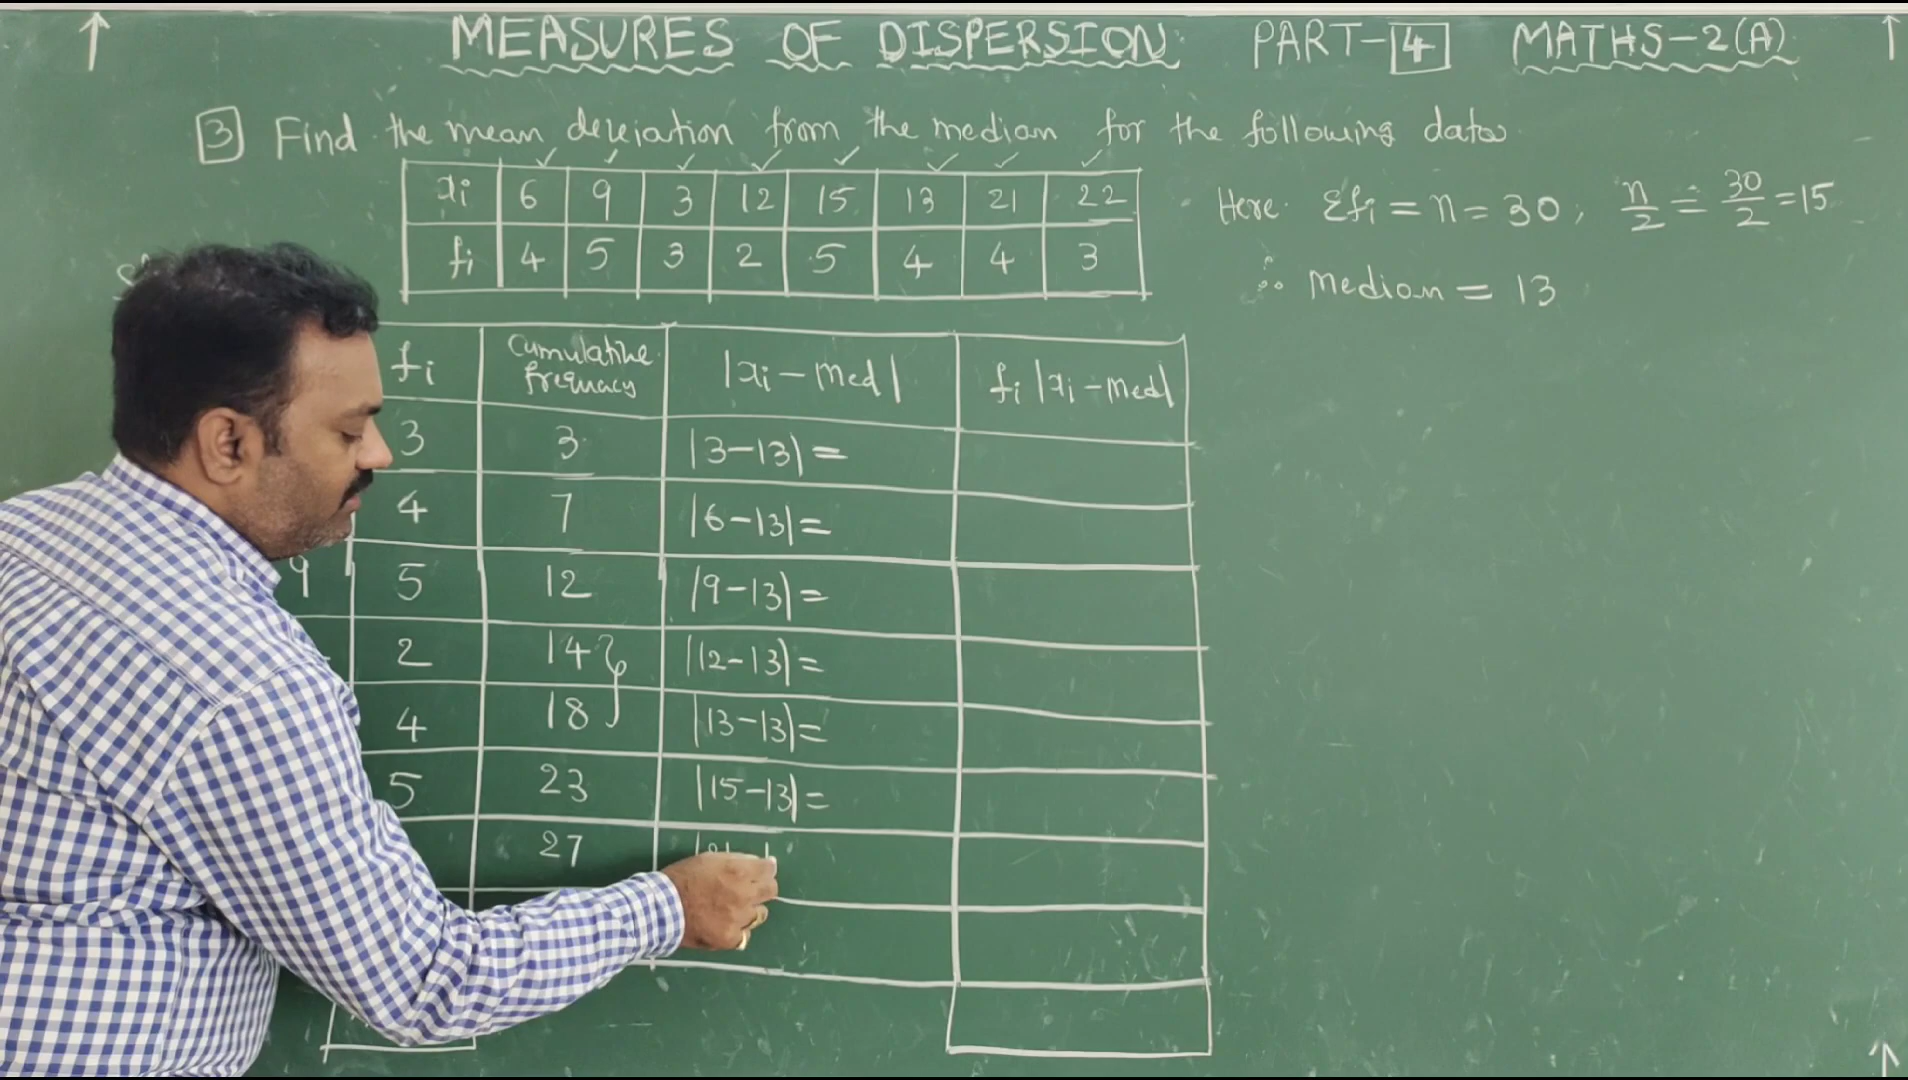 MEASURES OF DISPERSION PART-4 MATHS-2(A)
3 Find the mean deveiation from the median for the following data
xi 6 9 3 12 15 13 21 22
fi 4 5 3 2 5 4 4 3
Here Σfi = n = 30, n/2 = 30/2 = 15
∴ Median = 13
fi Cumulative frequency |xi - Med| fi |xi - Med|
3 3 |3-13| =
4 7 |6-13| =
9 5 12 |9-13| =
2 14 |12-13| =
4 18 |13-13| =
5 23 |15-13| =
27